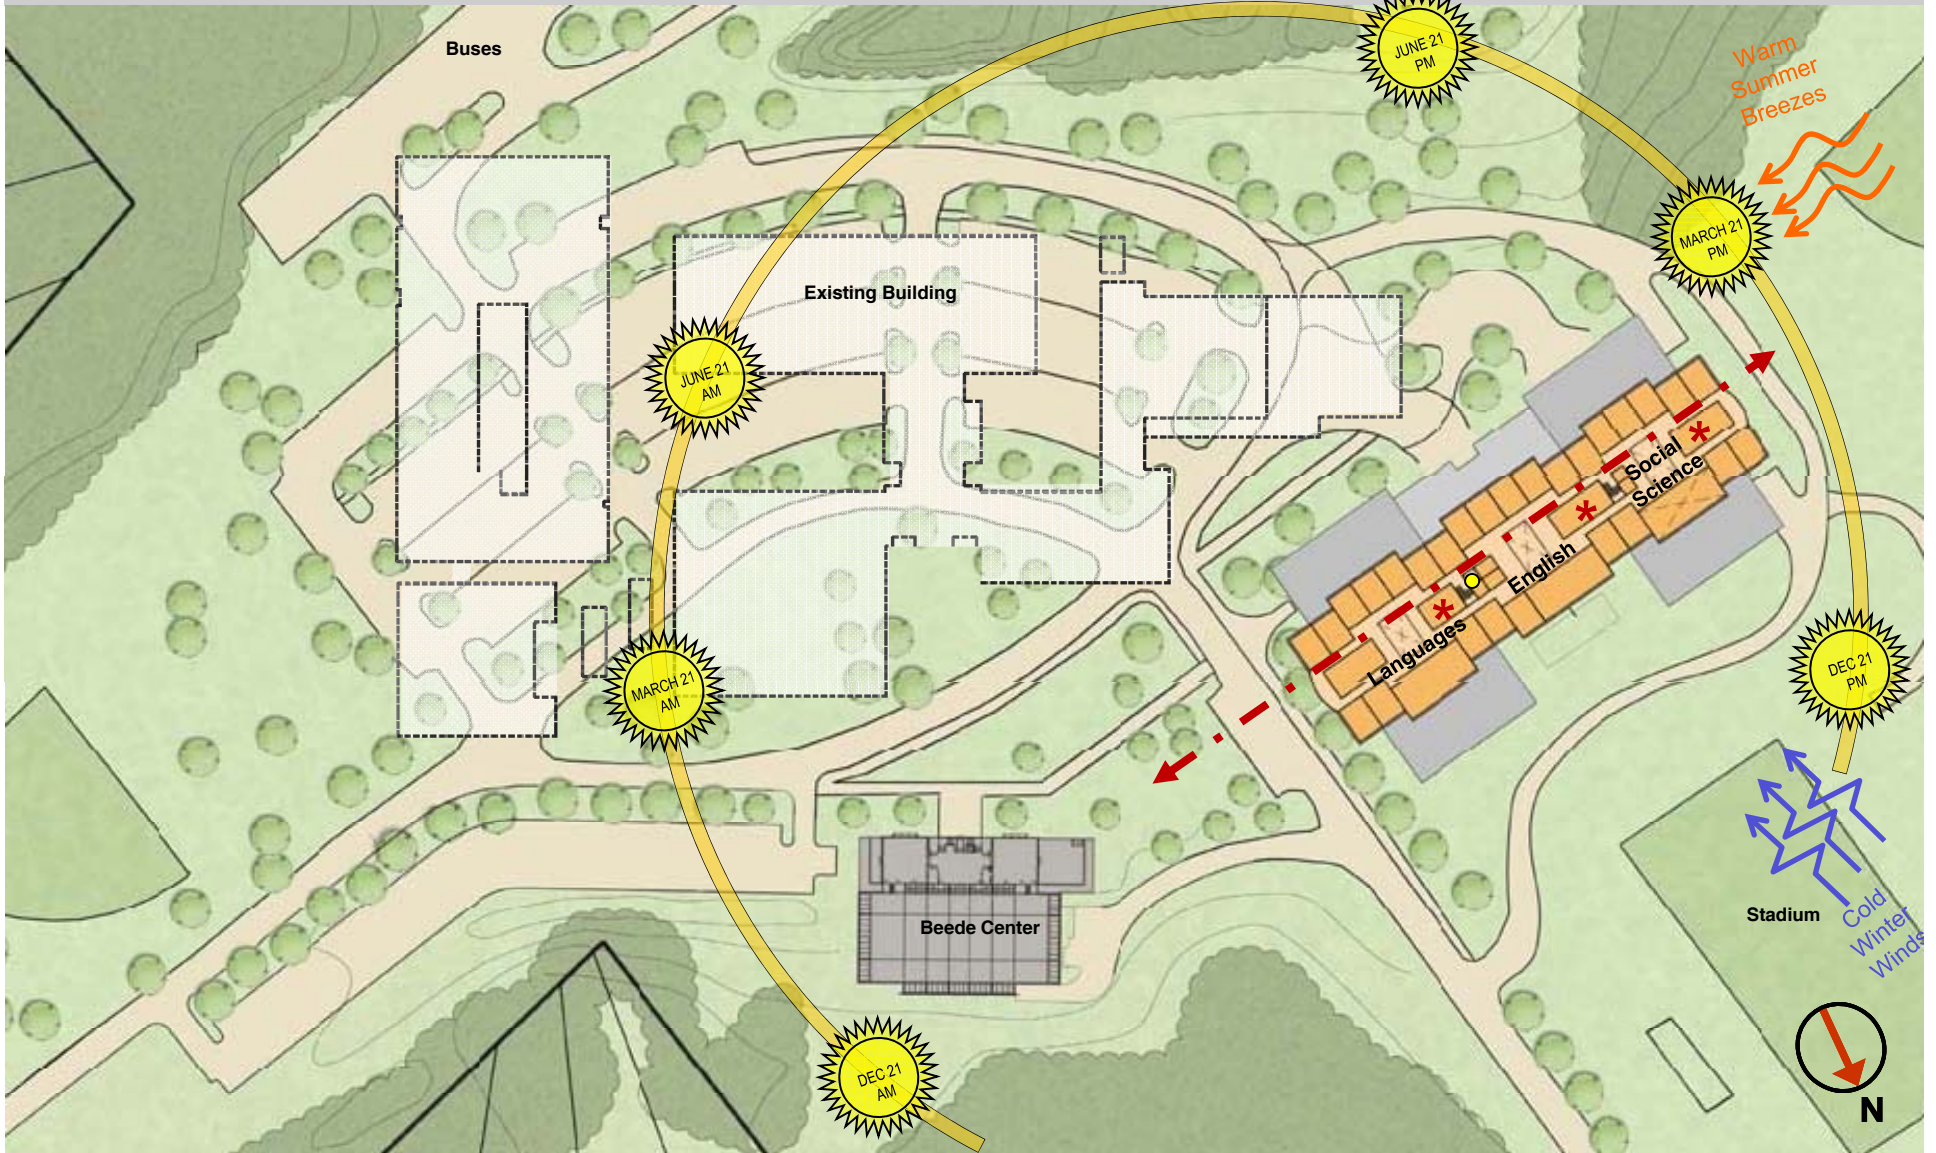 Buses
JUNE 21
PM
Warm
Summer
Breezes
MARCH 21
PM
Existing Building
JUNE 21
AM
*
Social
Science
*
English
*
Languages
MARCH 21
AM
DEC 21
PM
Stadium
Cold
Winter
Winds
Beede Center
DEC 21
AM
N